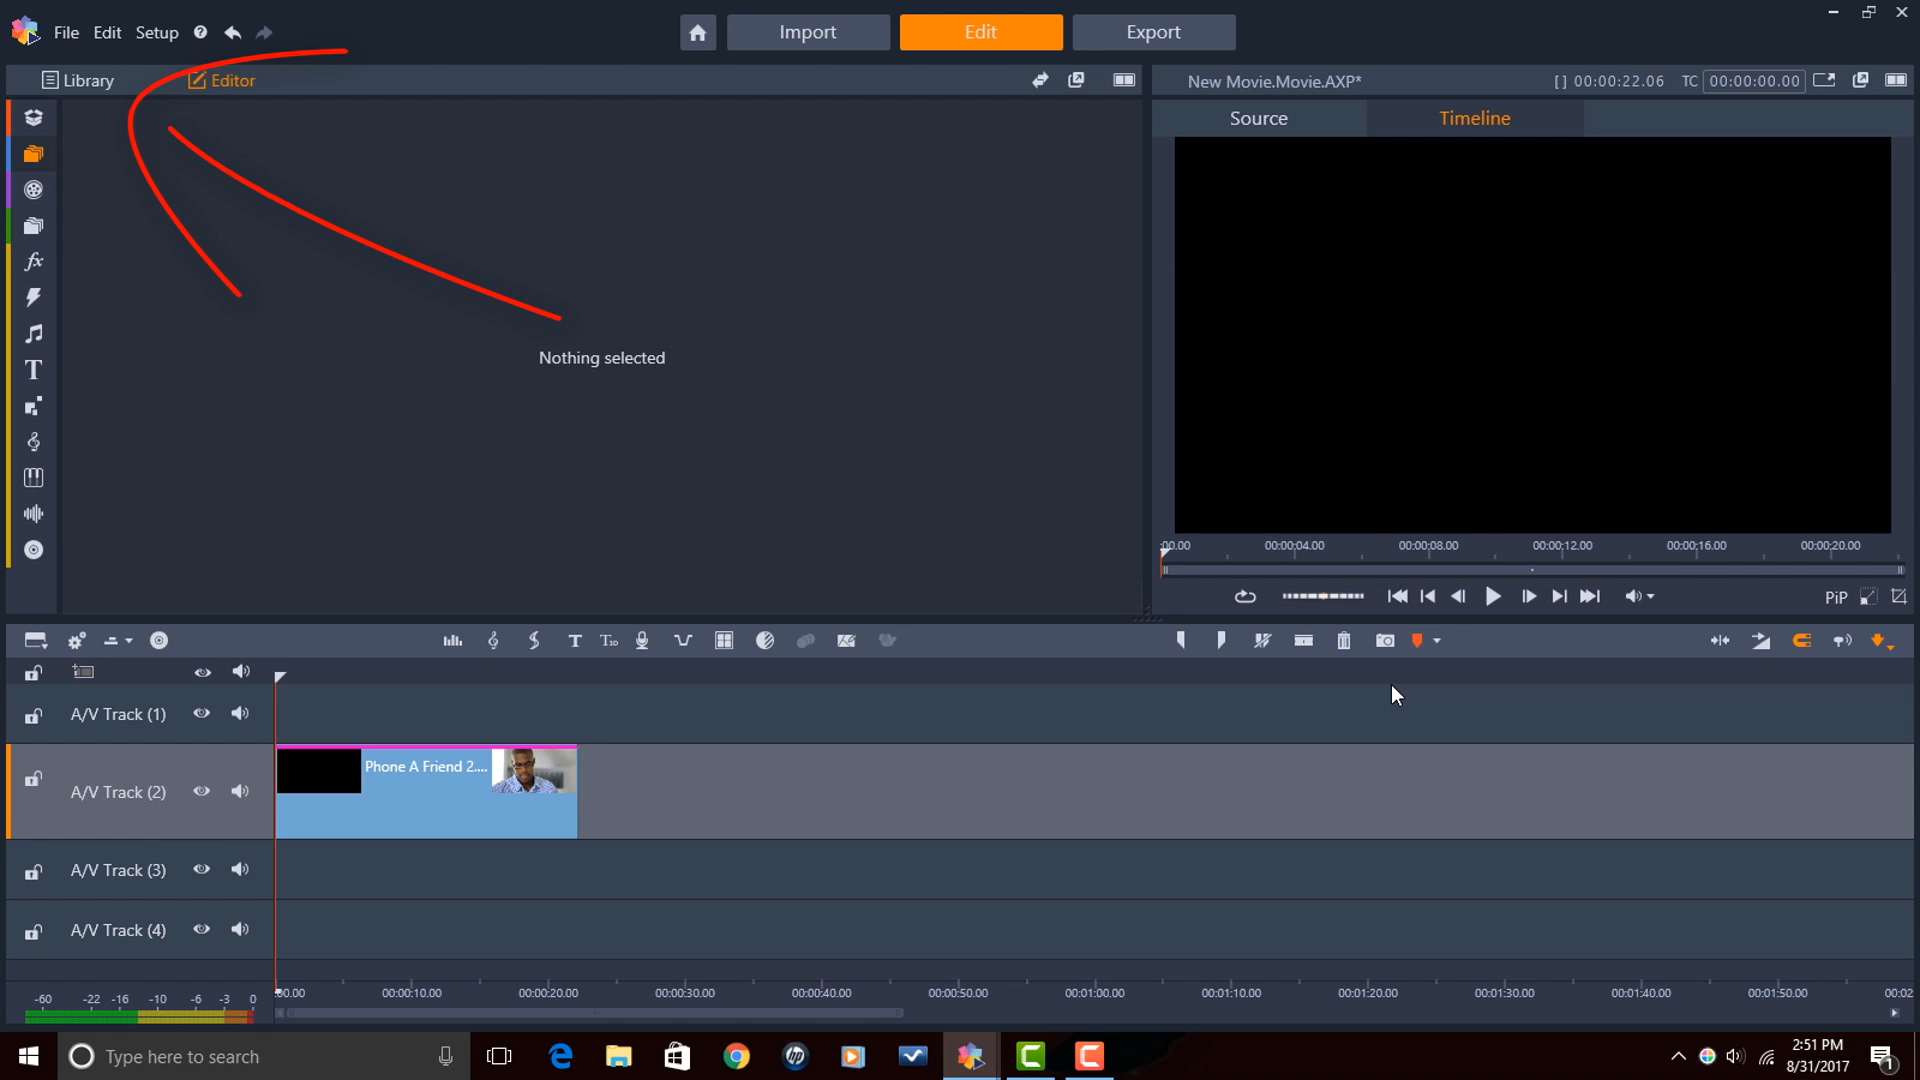 File Edit Setup ?
Import Edit Export
Library Editor
New Movie.Movie.AXP* [ ] 00:00:22.06 TC 00:00:00.00
Source Timeline
fx
T
Nothing selected
:00.00 00:00:04.00 00:00:08.00 00:00:12.00 00:00:16.00 00:00:20.00
PiP
T T3D
A/V Track (1)
A/V Track (2)
Phone A Friend 2....
A/V Track (3)
A/V Track (4)
-60 -22 -16 -10 -6 -3 0
:00.00 00:00:10.00 00:00:20.00 00:00:30.00 00:00:40.00 00:00:50.00 00:01:00.00 00:01:10.00 00:01:20.00 00:01:30.00 00:01:40.00 00:01:50.00 00:02
Type here to search
hp
2:51 PM
8/31/2017
1